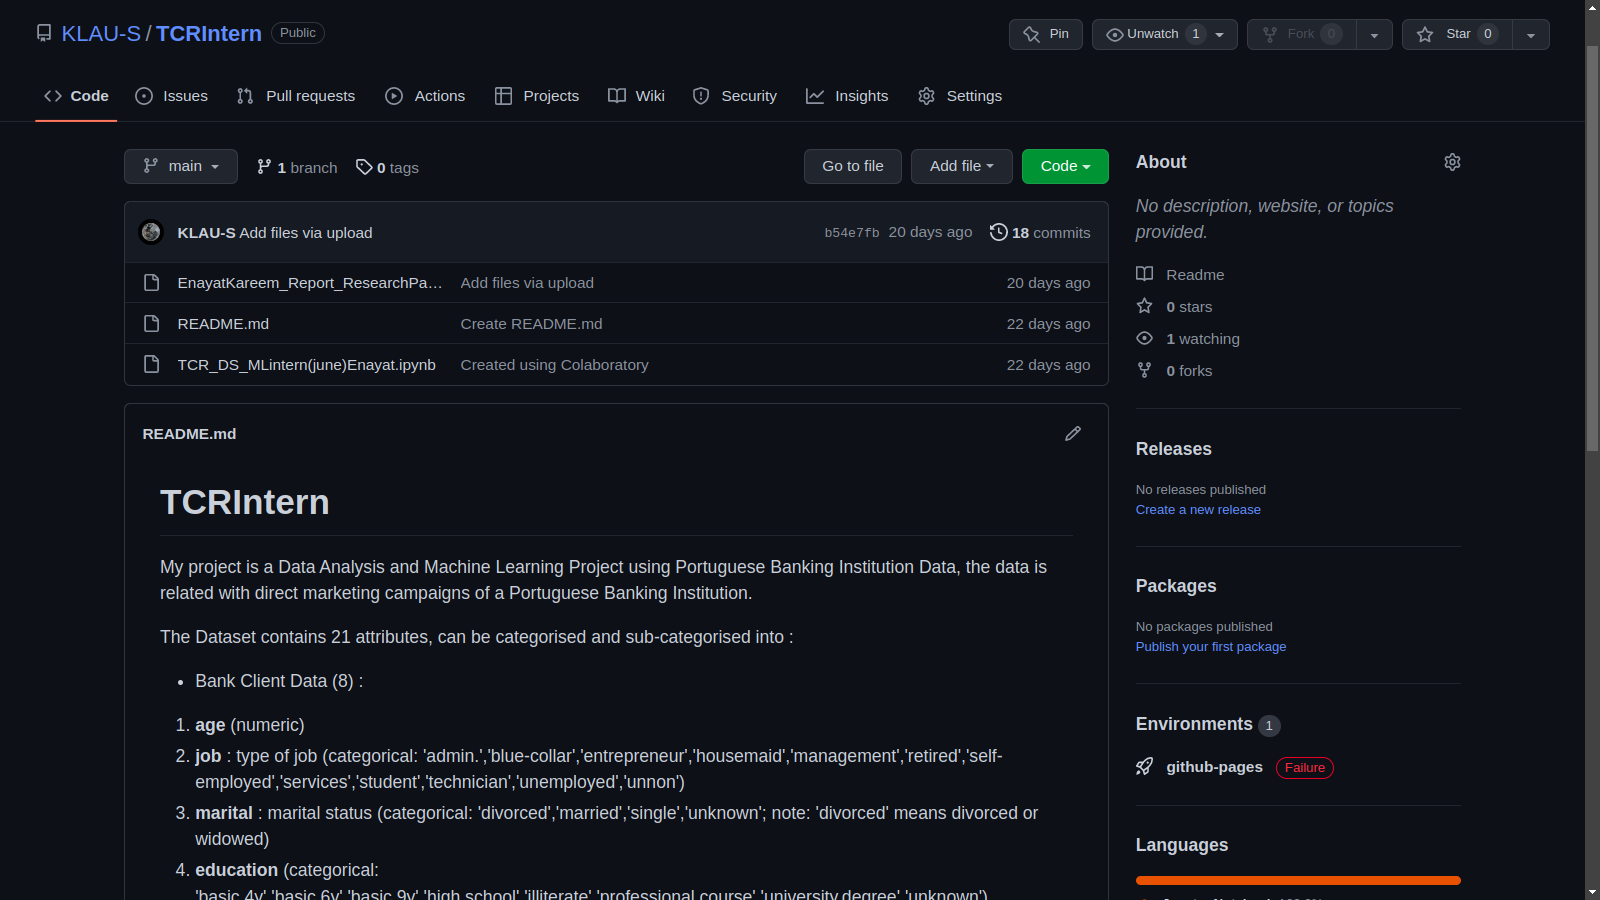 KLAU-S / TCRIntern Public
Pin Unwatch 1 Fork 0 Star 0
Code Issues Pull requests Actions Projects Wiki Security Insights Settings
main 1 branch 0 tags Go to file Add file Code
KLAU-S Add files via upload b54e7fb 20 days ago 18 commits
EnayatKareem_Report_ResearchPa… Add files via upload 20 days ago
README.md Create README.md 22 days ago
TCR_DS_MLintern(june)Enayat.ipynb Created using Colaboratory 22 days ago
README.md
TCRIntern
My project is a Data Analysis and Machine Learning Project using Portuguese Banking Institution Data, the data is
related with direct marketing campaigns of a Portuguese Banking Institution.
The Dataset contains 21 attributes, can be categorised and sub-categorised into :
• Bank Client Data (8) :
1. age (numeric)
2. job : type of job (categorical: 'admin.','blue-collar','entrepreneur','housemaid','management','retired','self-
employed','services','student','technician','unemployed','unnon')
3. marital : marital status (categorical: 'divorced','married','single','unknown'; note: 'divorced' means divorced or
widowed)
4. education (categorical:
'basic.4y','basic.6y','basic.9y','high.school','illiterate','professional.course','university.degree','unknown')
About
No description, website, or topics
provided.
Readme
0 stars
1 watching
0 forks
Releases
No releases published
Create a new release
Packages
No packages published
Publish your first package
Environments 1
github-pages Failure
Languages